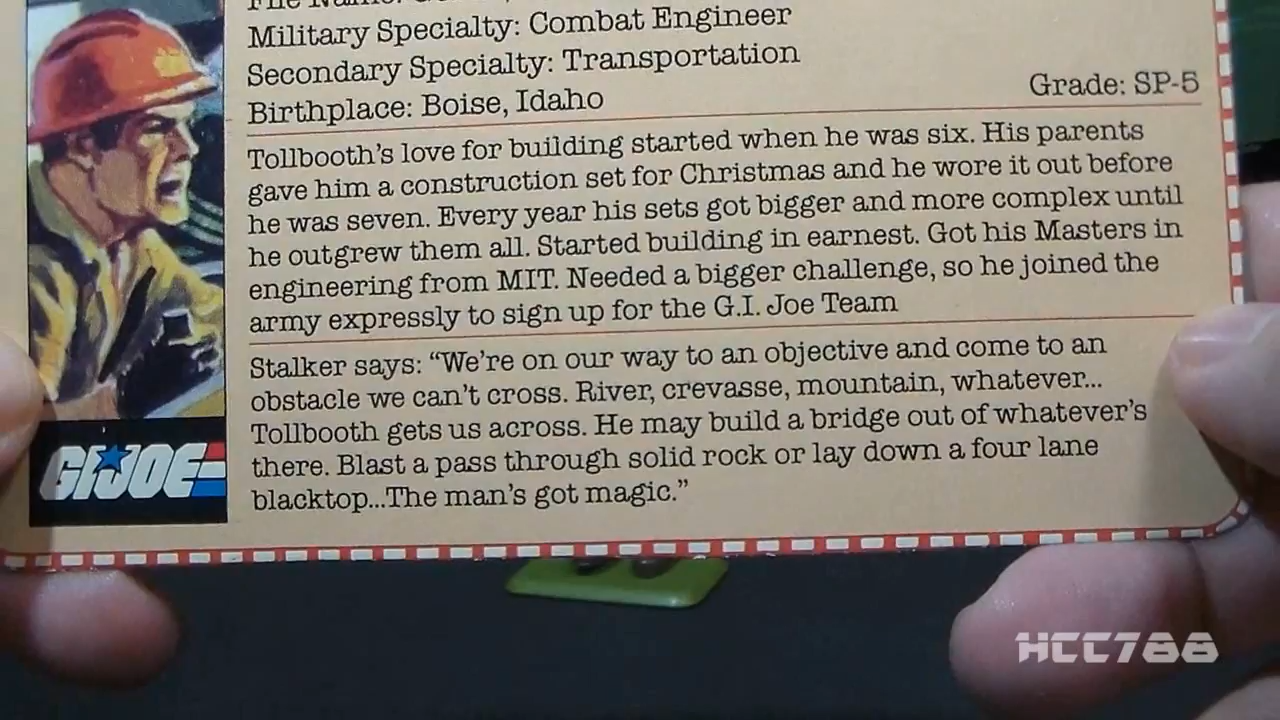 File Name:
Military Specialty: Combat Engineer
Secondary Specialty: Transportation
Birthplace: Boise, Idaho
Grade: SP-5
Tollbooth's love for building started when he was six. His parents
gave him a construction set for Christmas and he wore it out before
he was seven. Every year his sets got bigger and more complex until
he outgrew them all. Started building in earnest. Got his Masters in
engineering from MIT. Needed a bigger challenge, so he joined the
army expressly to sign up for the G.I. Joe Team
Stalker says: “We're on our way to an objective and come to an
obstacle we can't cross. River, crevasse, mountain, whatever...
Tollbooth gets us across. He may build a bridge out of whatever's
there. Blast a pass through solid rock or lay down a four lane
blacktop...The man's got magic.”
GI JOE
HCC788